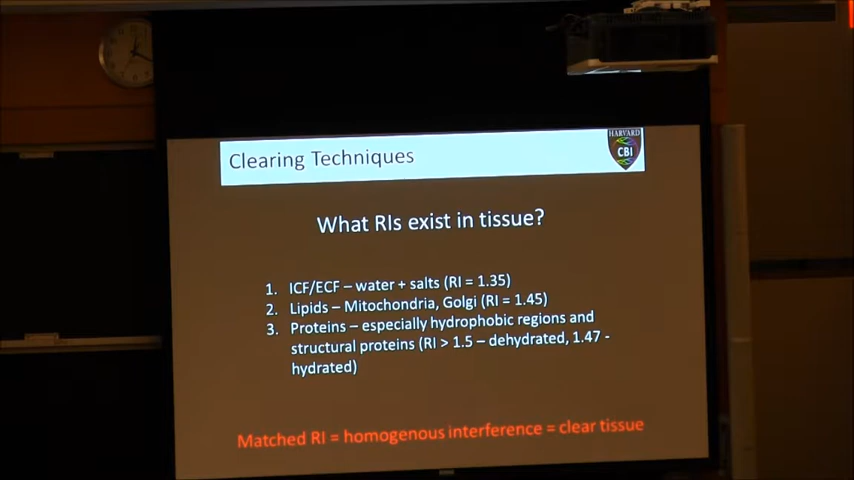 Clearing Techniques
HARVARD
CBI
What RIs exist in tissue?
1. ICF/ECF – water + salts (RI = 1.35)
2. Lipids – Mitochondria, Golgi (RI = 1.45)
3. Proteins – especially hydrophobic regions and
structural proteins (RI > 1.5 – dehydrated, 1.47 -
hydrated)
Matched RI = homogenous interference = clear tissue